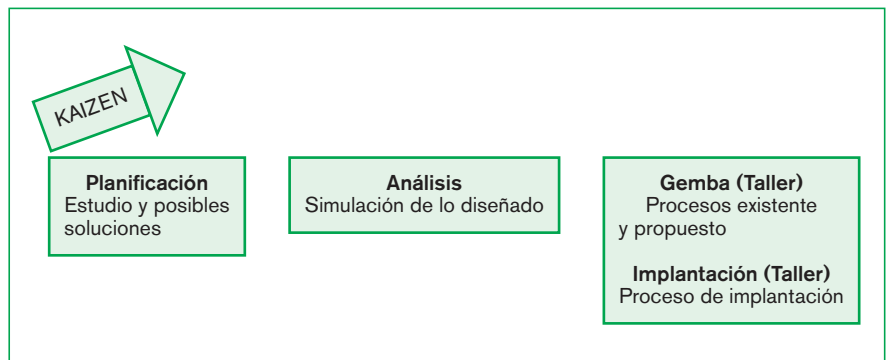 KAIZEN
Planificación
Estudio y posibles
soluciones
Análisis
Simulación de lo diseñado
Gemba (Taller)
Procesos existente
y propuesto
Implantación (Taller)
Proceso de implantación